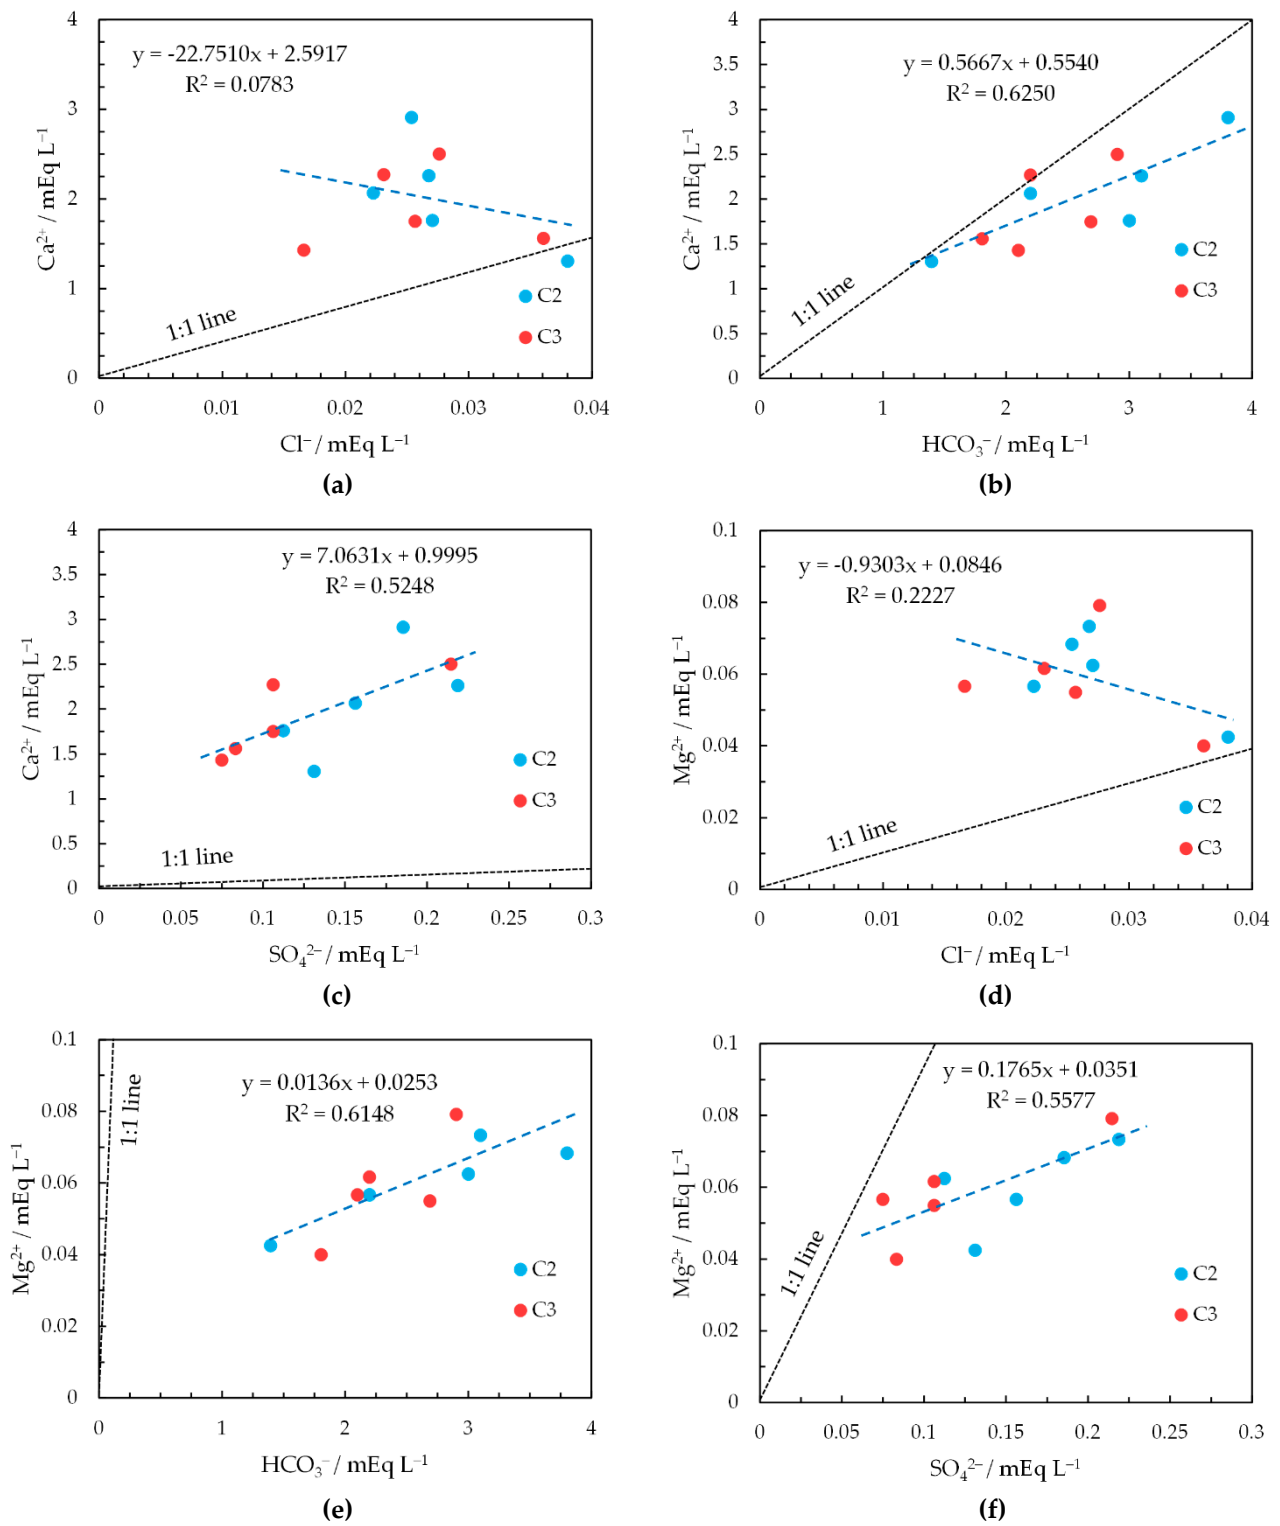 4
3.5
3
2.5
2
1.5
1
0.5
0
y = -22.7510x + 2.5917
R² = 0.0783
Ca²⁺ / mEq L⁻¹
1:1 line
C2
C3
0 0.01 0.02 0.03 0.04
Cl⁻ / mEq L⁻¹
(a)
4
3.5
3
2.5
2
1.5
1
0.5
0
y = 0.5667x + 0.5540
R² = 0.6250
Ca²⁺ / mEq L⁻¹
1:1 line
C2
C3
0 1 2 3 4
HCO₃⁻ / mEq L⁻¹
(b)
4
3.5
3
2.5
2
1.5
1
0.5
0
y = 7.0631x + 0.9995
R² = 0.5248
Ca²⁺ / mEq L⁻¹
C2
C3
1:1 line
0 0.05 0.1 0.15 0.2 0.25 0.3
SO₄²⁻ / mEq L⁻¹
(c)
0.1
0.08
0.06
0.04
0.02
0
y = -0.9303x + 0.0846
R² = 0.2227
Mg²⁺ / mEq L⁻¹
1:1 line
C2
C3
0 0.01 0.02 0.03 0.04
Cl⁻ / mEq L⁻¹
(d)
0.1
0.08
0.06
0.04
0.02
0
1:1 line
y = 0.0136x + 0.0253
R² = 0.6148
Mg²⁺ / mEq L⁻¹
C2
C3
0 1 2 3 4
HCO₃⁻ / mEq L⁻¹
(e)
0.1
0.08
0.06
0.04
0.02
0
y = 0.1765x + 0.0351
R² = 0.5577
Mg²⁺ / mEq L⁻¹
1:1 line
C2
C3
0 0.05 0.1 0.15 0.2 0.25 0.3
SO₄²⁻ / mEq L⁻¹
(f)